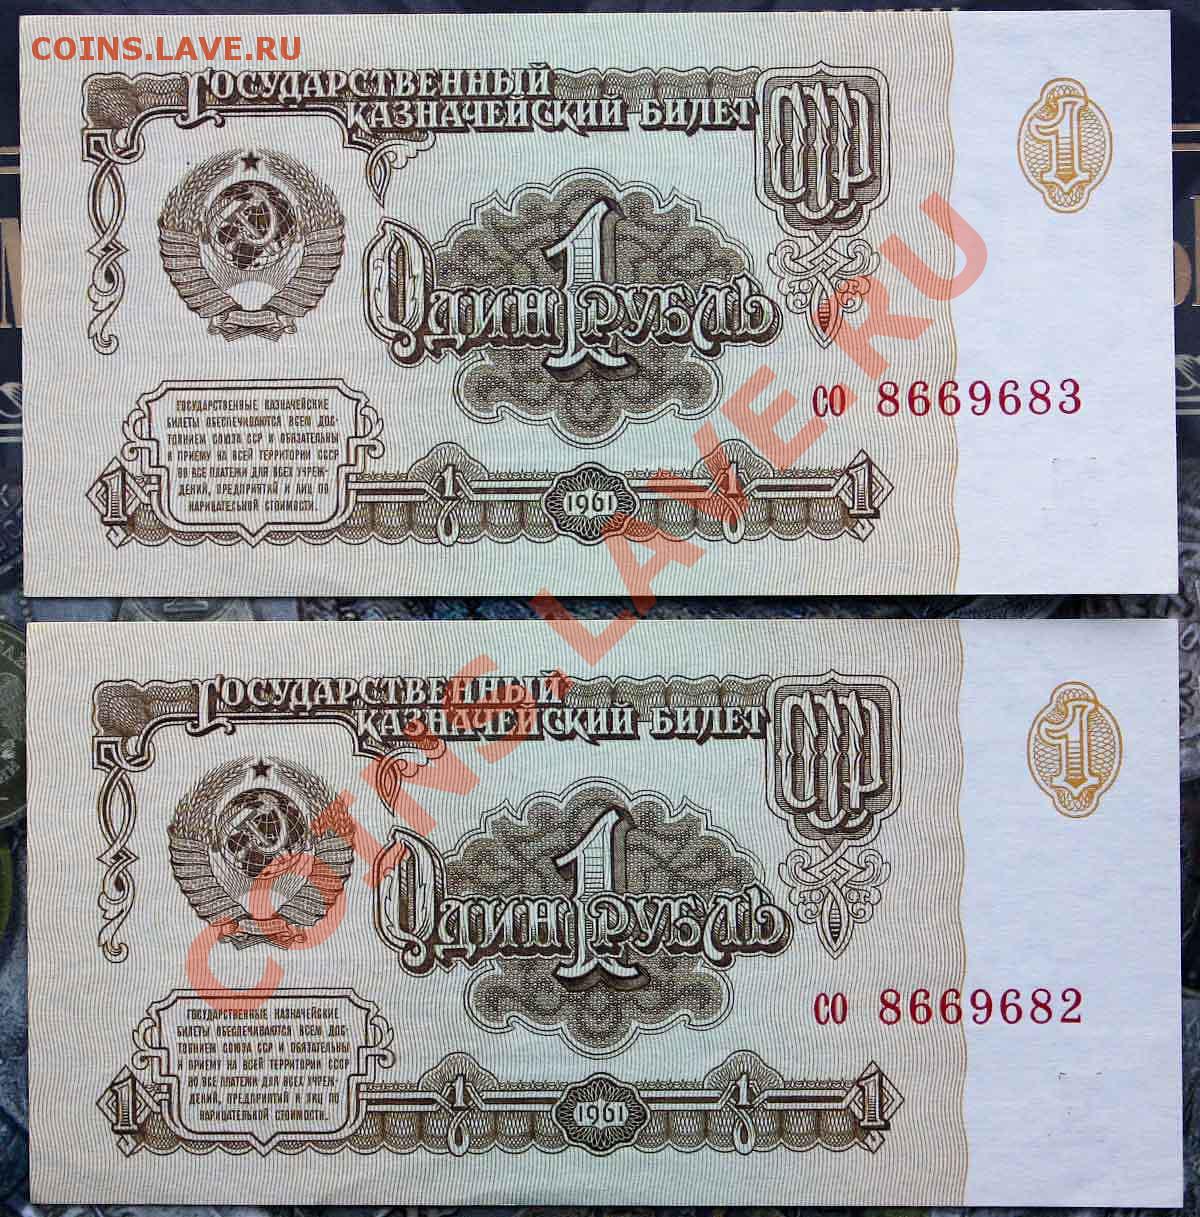 COINS.LAVE.RU
ГОСУДАРСТВЕННЫЙ
КАЗНАЧЕЙСКИЙ БИЛЕТ
СССР
1
1
ОДИН РУБЛЬ
СО 8669683
ГОСУДАРСТВЕННЫЕ КАЗНАЧЕЙСКИЕ
БИЛЕТЫ ОБЕСПЕЧИВАЮТСЯ ВСЕМ ДОС-
ТОЯНИЕМ СОЮЗА ССР И ОБЯЗАТЕЛЬНЫ
К ПРИЕМУ НА ВСЕЙ ТЕРРИТОРИИ СССР
ВО ВСЕ ПЛАТЕЖИ ДЛЯ ВСЕХ УЧРЕЖ-
ДЕНИЙ, ПРЕДПРИЯТИЙ И ЛИЦ ПО
НАРИЦАТЕЛЬНОЙ СТОИМОСТИ.
1 1 1961 1 1
COINS.LAVE.RU
ГОСУДАРСТВЕННЫЙ
КАЗНАЧЕЙСКИЙ БИЛЕТ
СССР
1
1
ОДИН РУБЛЬ
СО 8669682
ГОСУДАРСТВЕННЫЕ КАЗНАЧЕЙСКИЕ
БИЛЕТЫ ОБЕСПЕЧИВАЮТСЯ ВСЕМ ДОС-
ТОЯНИЕМ СОЮЗА ССР И ОБЯЗАТЕЛЬНЫ
К ПРИЕМУ НА ВСЕЙ ТЕРРИТОРИИ СССР
ВО ВСЕ ПЛАТЕЖИ ДЛЯ ВСЕХ УЧРЕЖ-
ДЕНИЙ, ПРЕДПРИЯТИЙ И ЛИЦ ПО
НАРИЦАТЕЛЬНОЙ СТОИМОСТИ.
1 1 1961 1 1